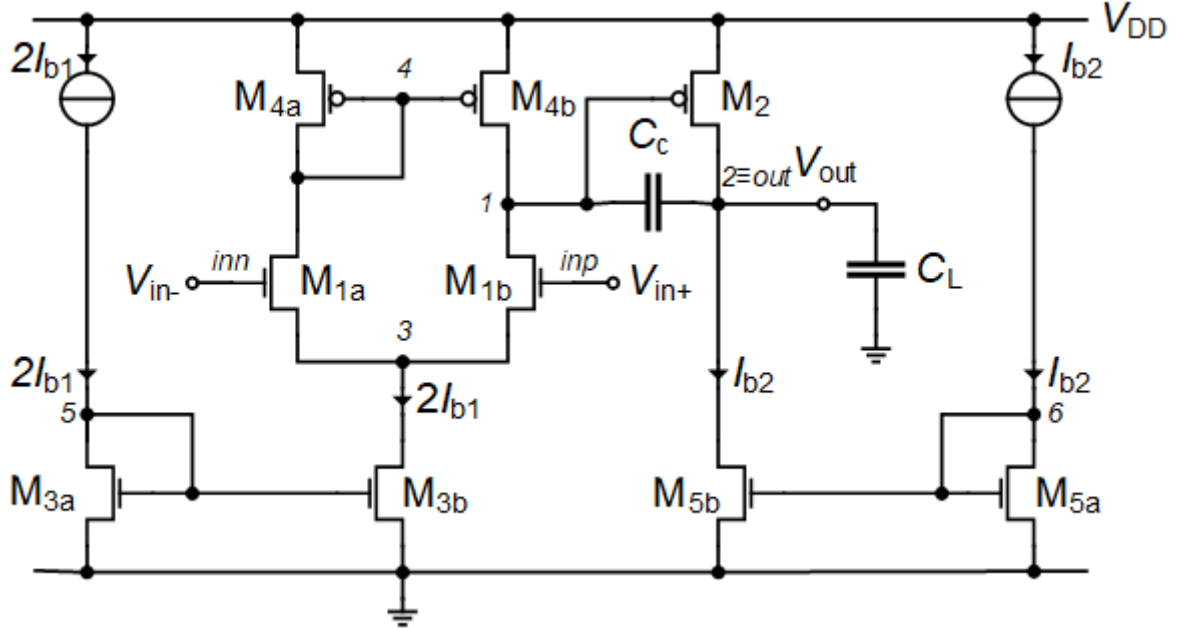 V_DD
2I_b1
I_b2
4
M_4a
M_4b
M_2
C_c
2≡out
V_out
1
inn
inp
V_in-
M_1a
M_1b
V_in+
C_L
3
2I_b1
2I_b1
I_b2
I_b2
5
6
M_3a
M_3b
M_5b
M_5a